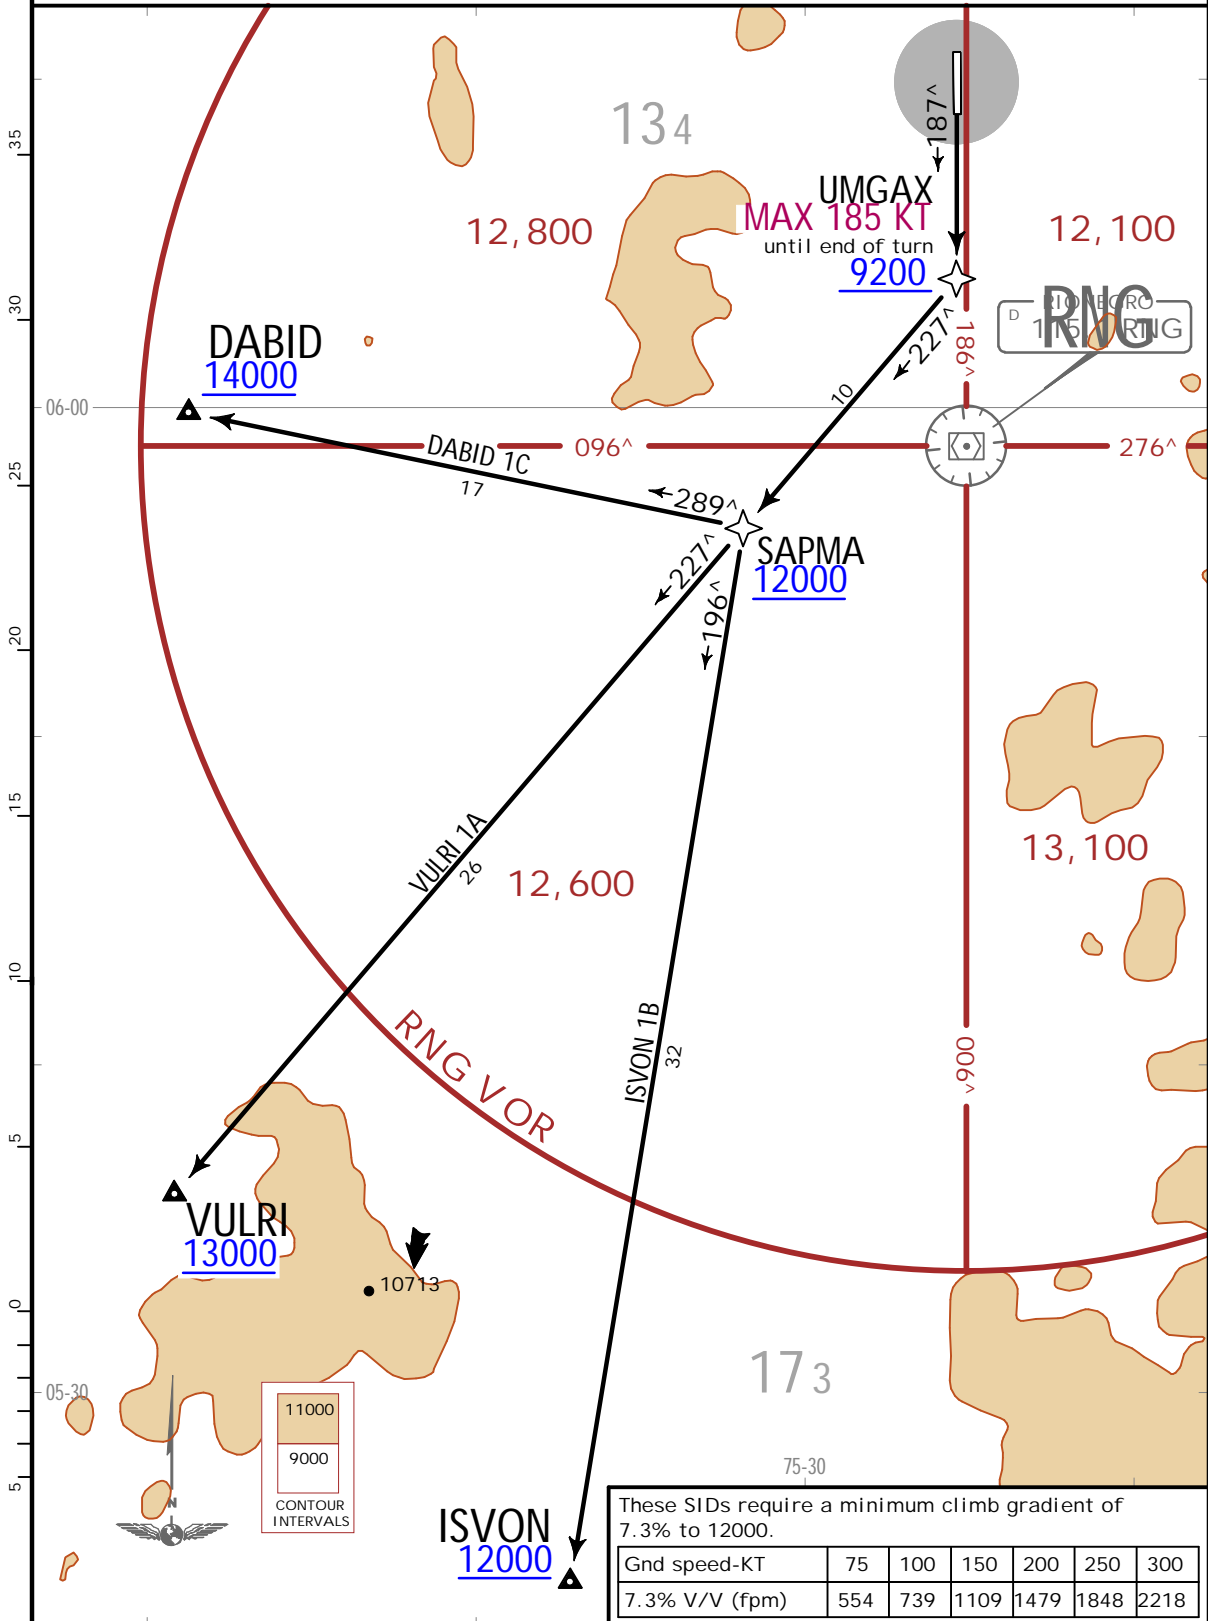 35
134
187^
UMGAX
MAX 185 KT
until end of turn
9200
12,800
12,100
30
RIONEGRO
D
RNG
RNG
186^
227^
10
DABID
14000
06-00
DABID 1C
17
096^
276^
25
289^
SAPMA
12000
227^
196^
20
15
VULRI 1A
26
12,600
13,100
10
RNG VOR
ISVON 1B
32
006^
5
VULRI
13000
10713
0
173
05-30
11000
9000
CONTOUR
INTERVALS
N
75-30
5
ISVON
12000
These SIDs require a minimum climb gradient of
7.3% to 12000.
Gnd speed-KT 75 100 150 200 250 300
7.3% V/V (fpm) 554 739 1109 1479 1848 2218